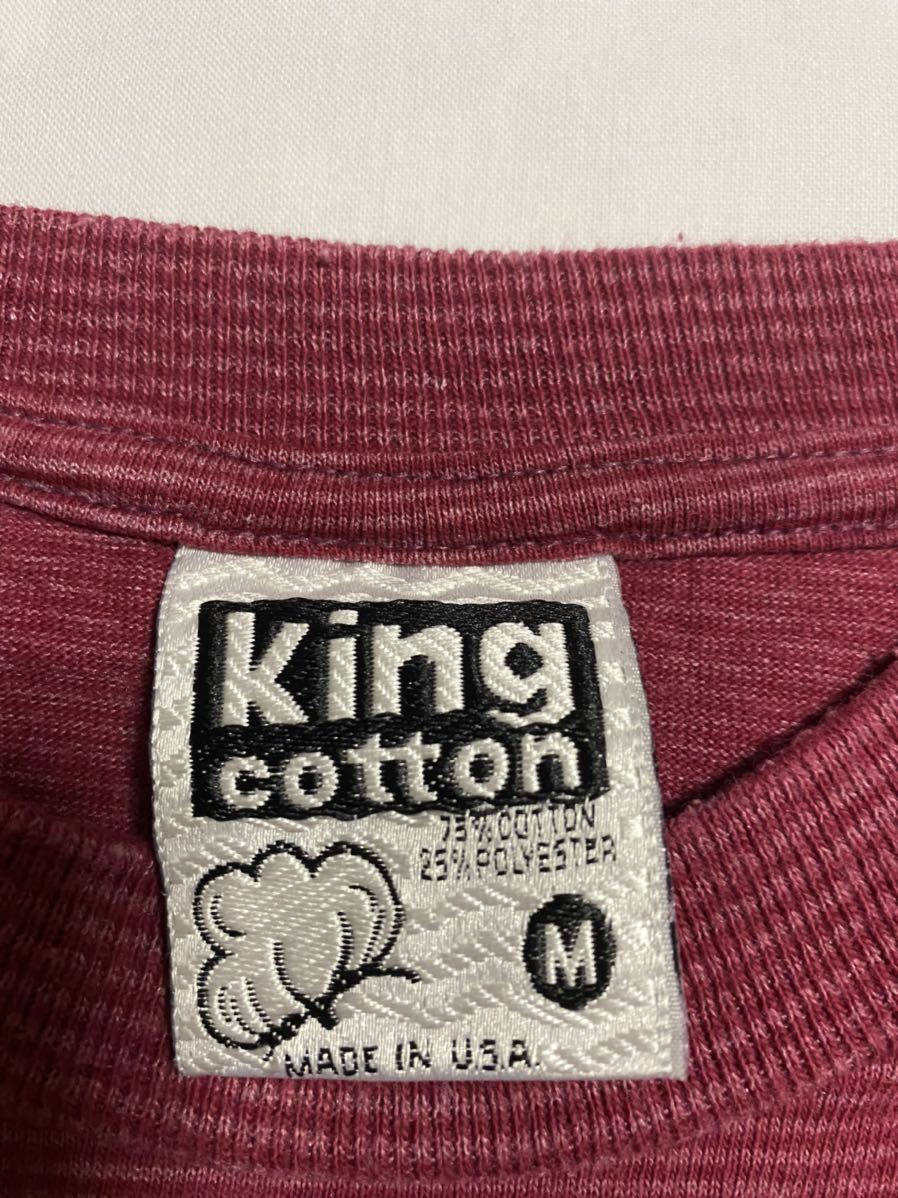 King
cotton
75% COTTON
25% POLYESTER
M
MADE IN U.S.A.